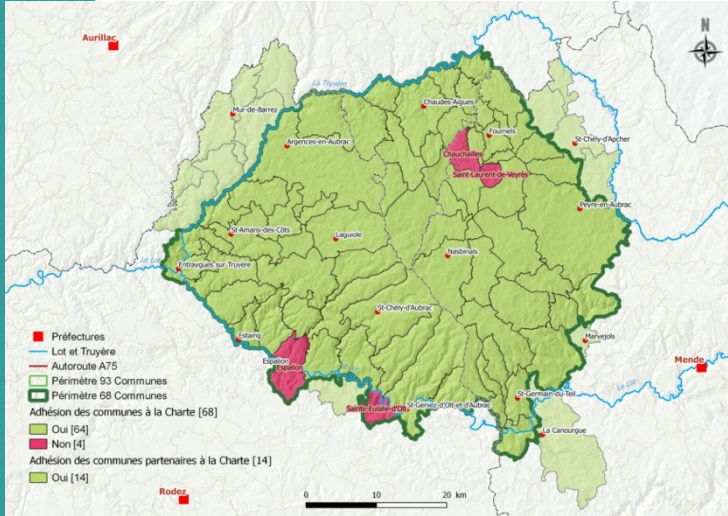 N
Aurillac
La Truyère
Mur-de-Barrez
Chaudes-Aigues
Argences-en-Aubrac
Fournels
St-Chély-d'Apcher
Chauchailles
Saint-Laurent-de-Veyrès
Peyre-en-Aubrac
St-Amans-des-Côts
Laguiole
Nasbinals
Le Lot
Entraygues sur Truyère
St-Chély-d'Aubrac
Estaing
Marvejols
Espalion
Espalion
Mende
Le Lot
St-Germain-du-Teil
Sainte-Eulalie-d'Olt
St-Geniez-d'Olt-et-d'Aubrac
La Canourgue
Rodez
Préfectures
Lot et Truyère
Autoroute A75
Périmètre 93 Communes
Périmètre 68 Communes
Adhésion des communes à la Charte [68]
Oui [64]
Non [4]
Adhésion des communes partenaires à la Charte [14]
Oui [14]
0 10 20 km